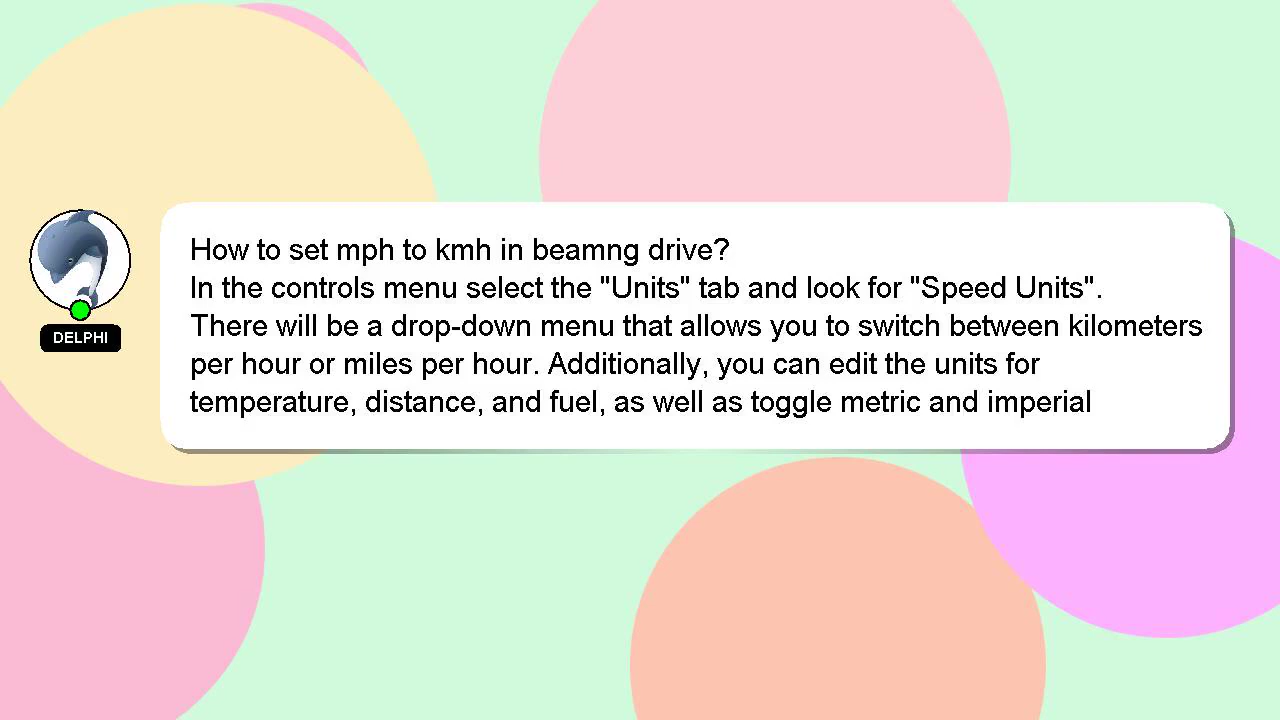 How to set mph to kmh in beamng drive?
In the controls menu select the "Units" tab and look for "Speed Units".
There will be a drop-down menu that allows you to switch between kilometers
per hour or miles per hour. Additionally, you can edit the units for
temperature, distance, and fuel, as well as toggle metric and imperial
DELPHI